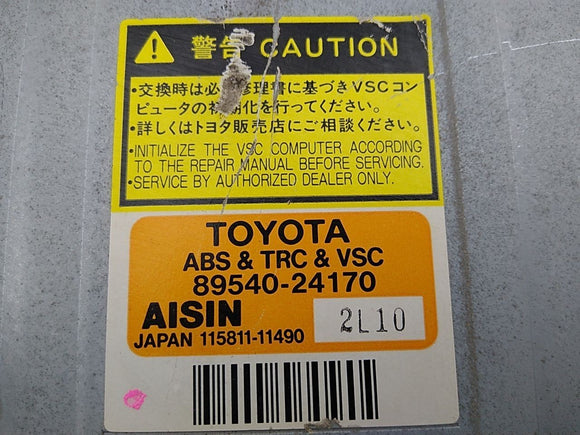 警告 CAUTION
・交換時は必 修理書に基づきVSCコン
ピュータの初期化を行ってください。
・詳しくはトヨタ販売店にご相談ください。
・INITIALIZE THE VSC COMPUTER ACCORDING
TO THE REPAIR MANUAL BEFORE SERVICING.
・SERVICE BY AUTHORIZED DEALER ONLY.
TOYOTA
ABS & TRC & VSC
89540-24170
AISIN
2L10
JAPAN 115811-11490